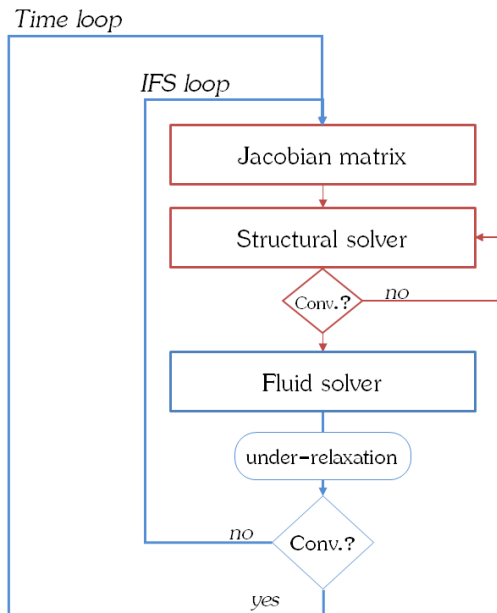 Time loop
IFS loop
Jacobian matrix
Structural solver
Conv.?
no
Fluid solver
under-relaxation
no
Conv.?
yes